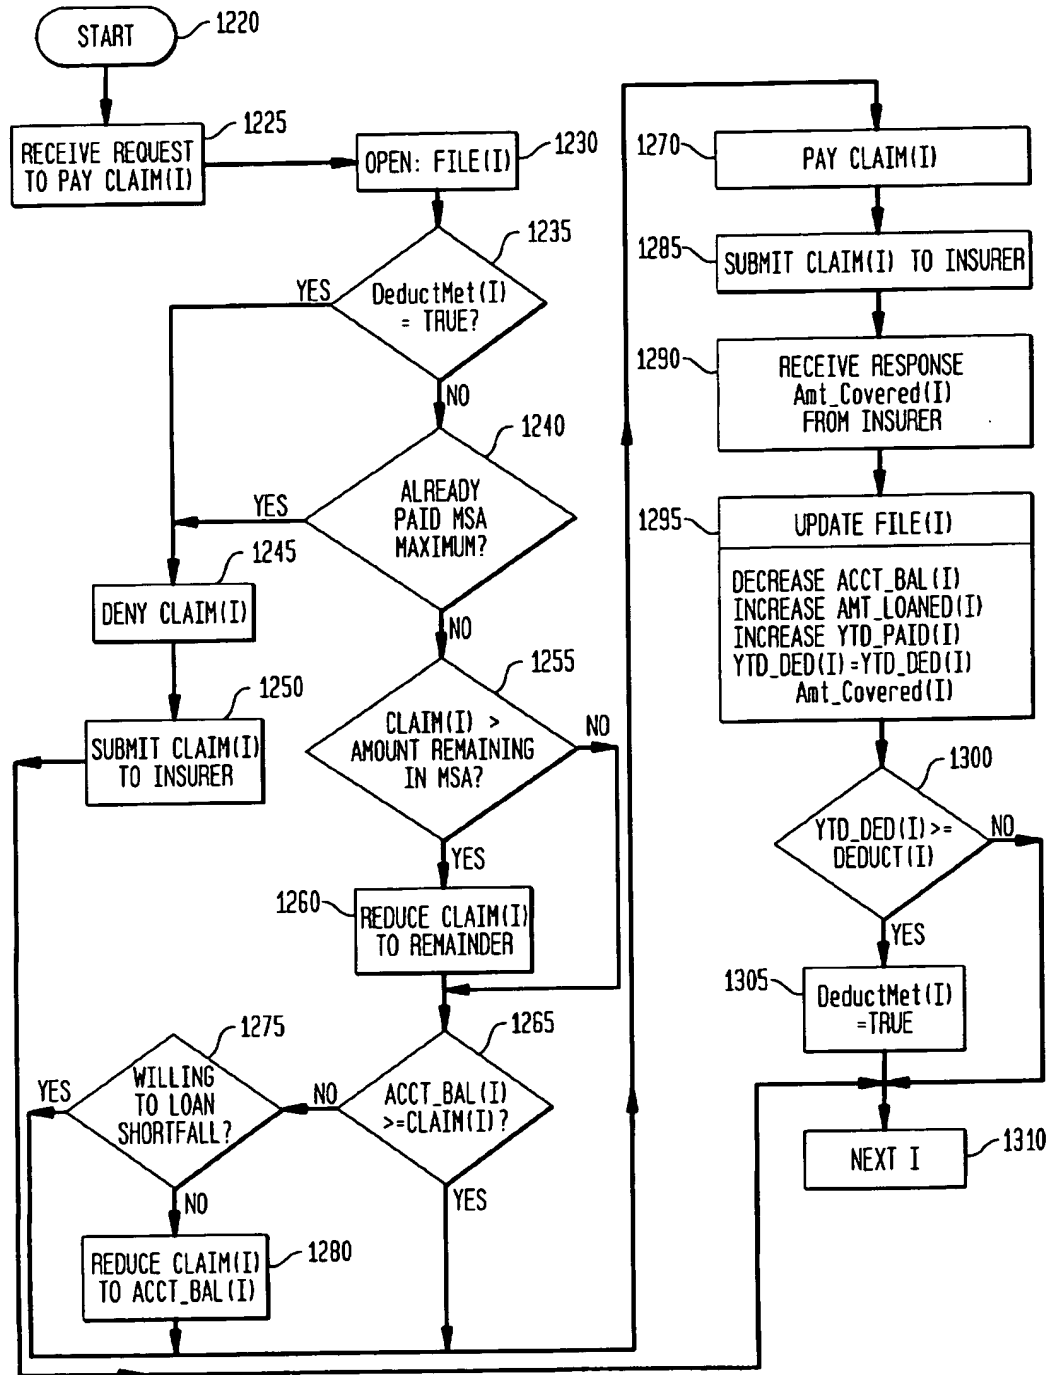 START
1220
1225
RECEIVE REQUEST
TO PAY CLAIM(I)
OPEN: FILE(I)
1230
1235
DeductMet(I)
= TRUE?
YES
NO
1240
ALREADY
PAID MSA
MAXIMUM?
YES
NO
1245
DENY CLAIM(I)
1250
SUBMIT CLAIM(I)
TO INSURER
1255
CLAIM(I) >
AMOUNT REMAINING
IN MSA?
NO
YES
1260
REDUCE CLAIM(I)
TO REMAINDER
1265
ACCT_BAL(I)
>=CLAIM(I)?
NO
YES
1275
WILLING
TO LOAN
SHORTFALL?
YES
NO
1280
REDUCE CLAIM(I)
TO ACCT_BAL(I)
1270
PAY CLAIM(I)
1285
SUBMIT CLAIM(I) TO INSURER
1290
RECEIVE RESPONSE
Amt_Covered(I)
FROM INSURER
1295
UPDATE FILE(I)
DECREASE ACCT_BAL(I)
INCREASE AMT_LOANED(I)
INCREASE YTD_PAID(I)
YTD_DED(I)=YTD_DED(I)
Amt_Covered(I)
1300
YTD_DED(I)>=
DEDUCT(I)
NO
YES
1305
DeductMet(I)
=TRUE
NEXT I
1310